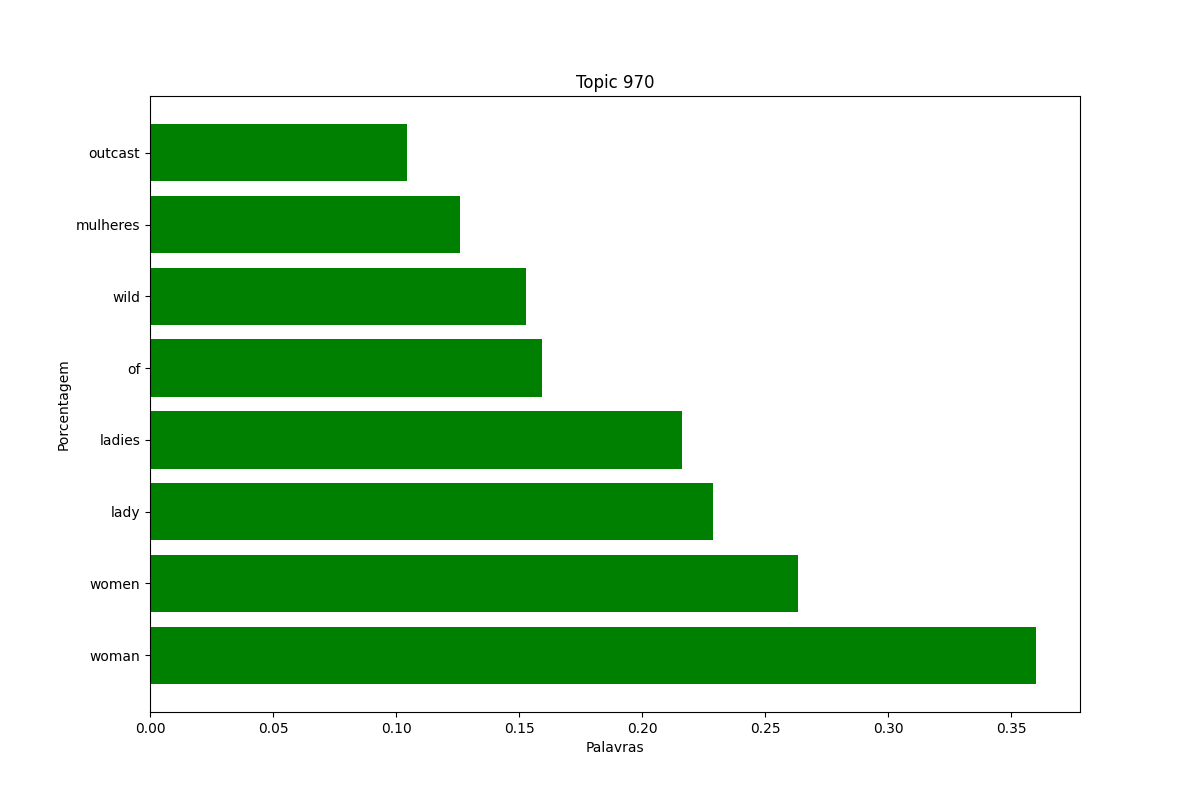 Topic 970
outcast
mulheres
wild
of
ladies
lady
women
woman
Porcentagem
0.00 0.05 0.10 0.15 0.20 0.25 0.30 0.35
Palavras